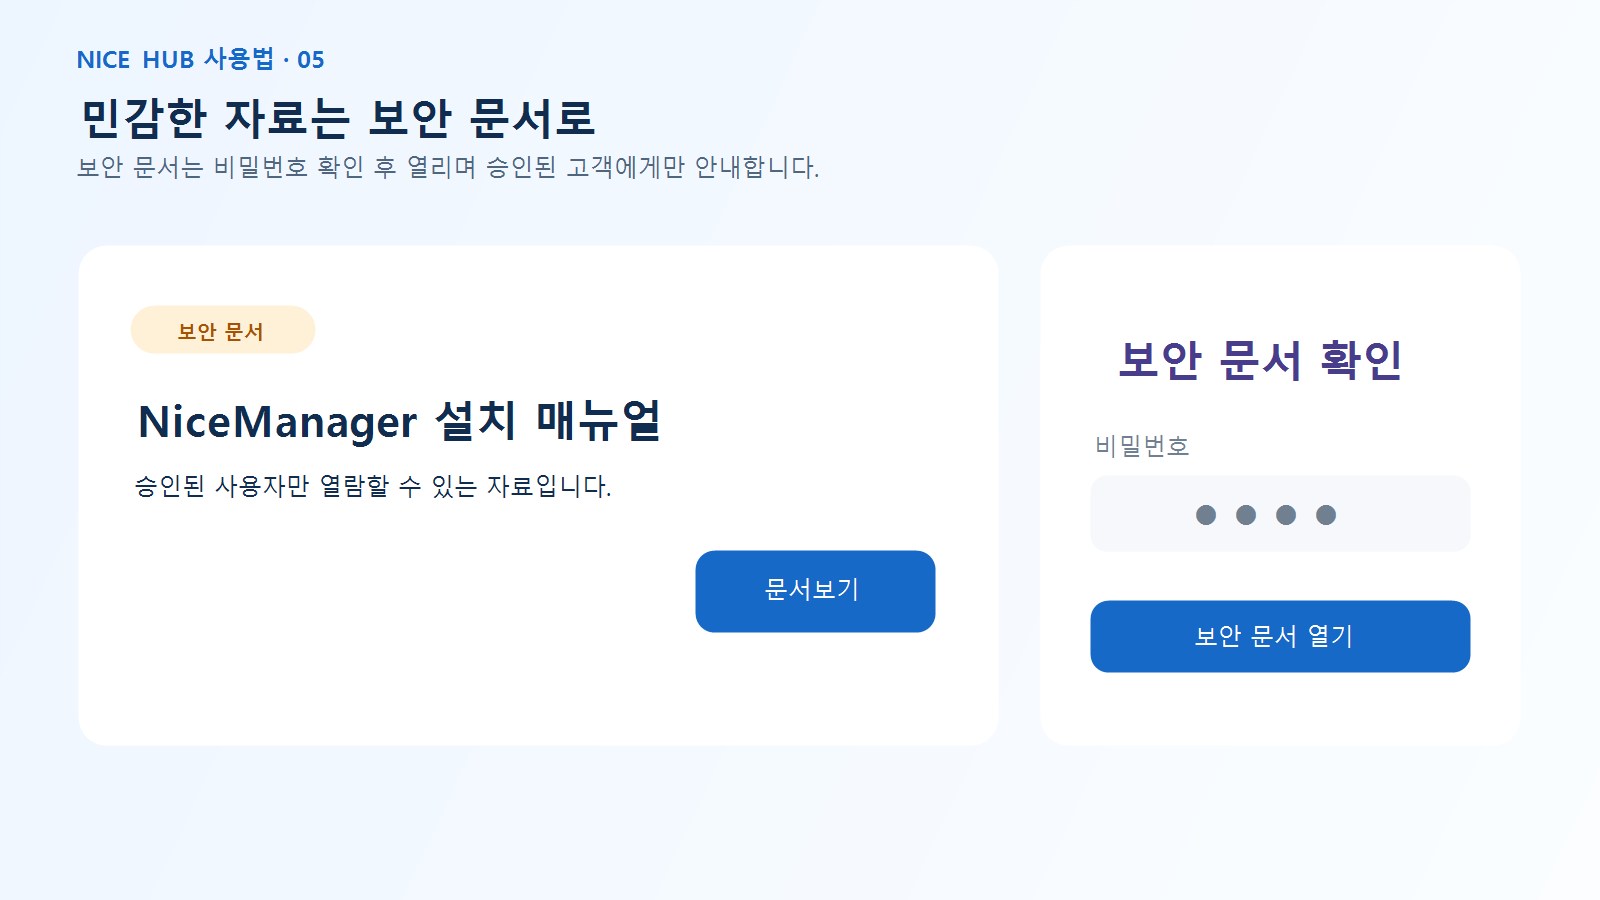 NICE HUB 사용법 · 05
민감한 자료는 보안 문서로
보안 문서는 비밀번호 확인 후 열리며 승인된 고객에게만 안내합니다.
보안 문서
NiceManager 설치 매뉴얼
승인된 사용자만 열람할 수 있는 자료입니다.
문서보기
보안 문서 확인
비밀번호
보안 문서 열기